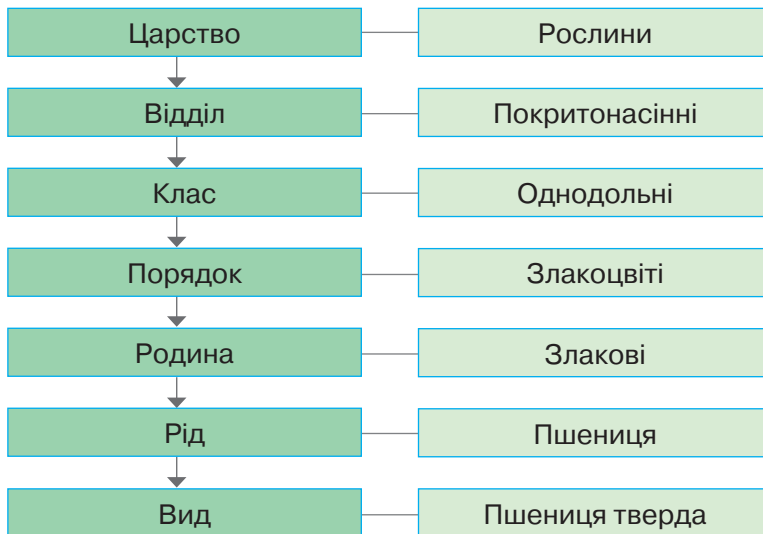 Царство Рослини
Відділ Покритонасінні
Клас Однодольні
Порядок Злакоцвіті
Родина Злакові
Рід Пшениця
Вид Пшениця тверда